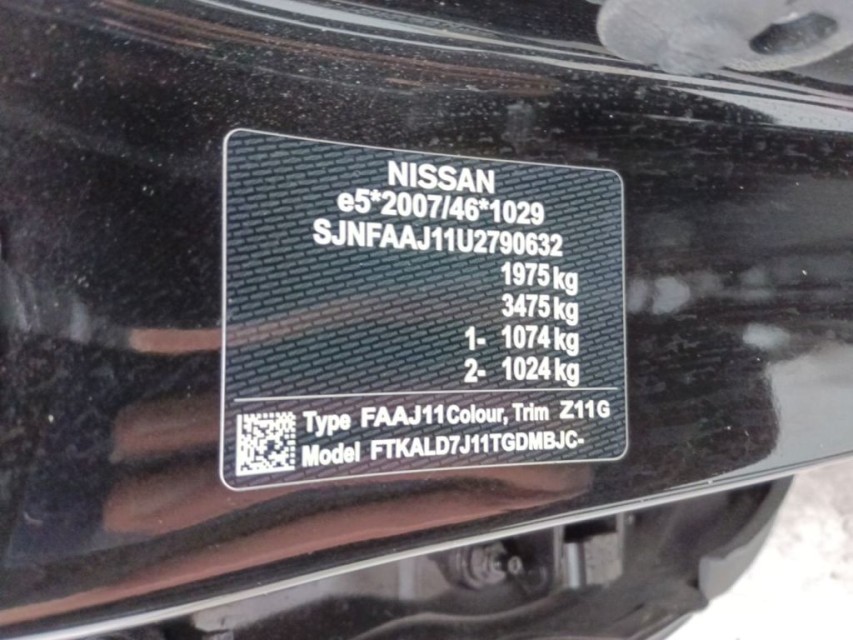 NISSAN
e5*2007/46*1029
SJNFAAJ11U2790632
1975 kg
3475 kg
1- 1074 kg
2- 1024 kg
Type FAAJ11 Colour, Trim Z11G
Model FTKALD7J11TGDMBJC-